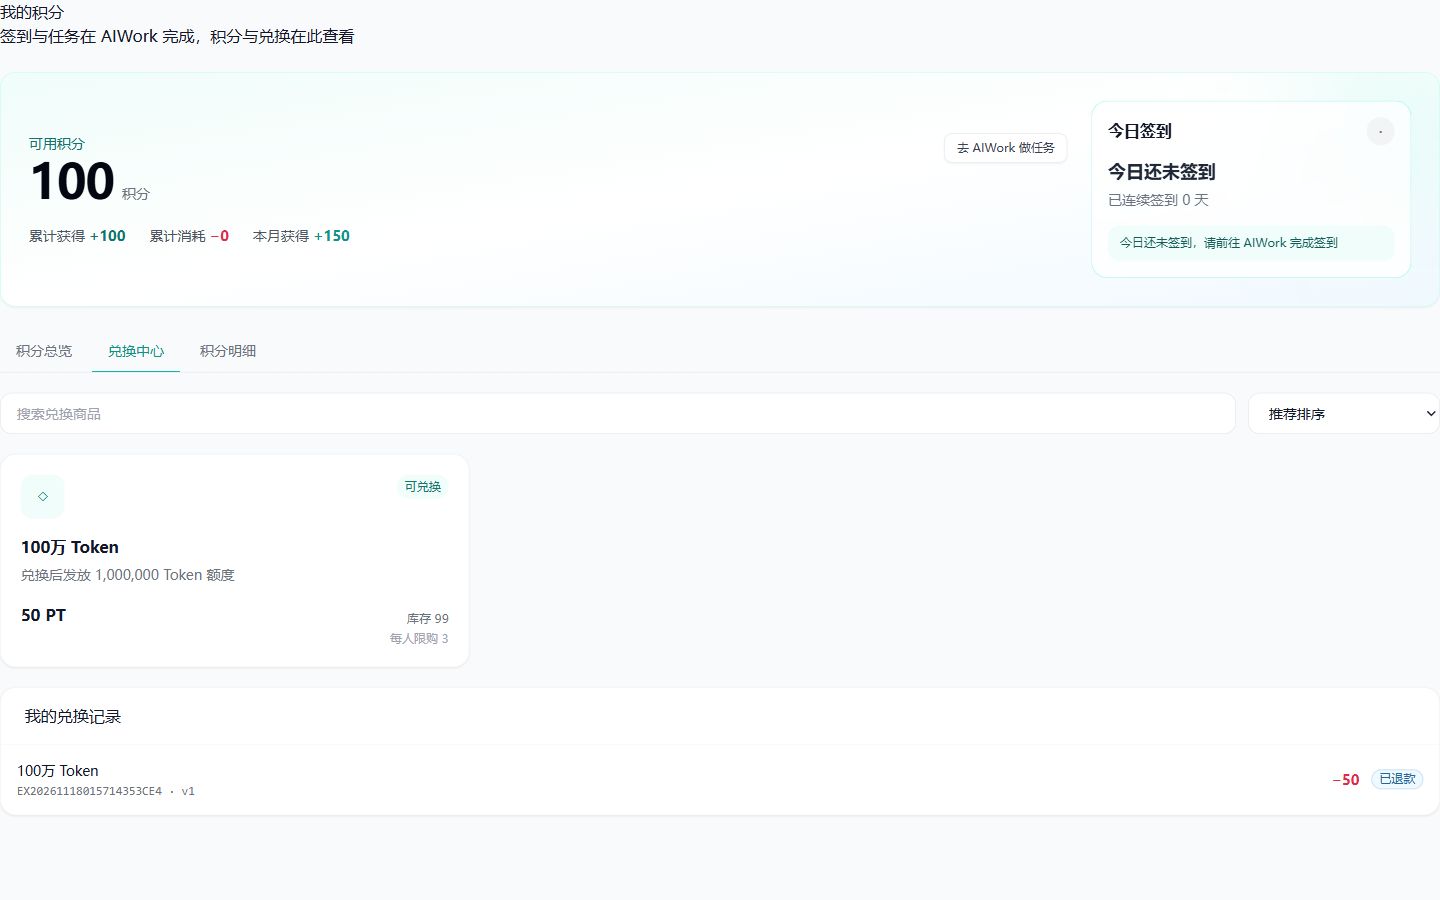 我的积分
签到与任务在 AIWork 完成，积分与兑换在此查看
可用积分
100 积分
累计获得 +100 累计消耗 −0 本月获得 +150
去 AIWork 做任务
今日签到
今日还未签到
已连续签到 0 天
今日还未签到，请前往 AIWork 完成签到
积分总览 兑换中心 积分明细
搜索兑换商品
推荐排序
可兑换
100万 Token
兑换后发放 1,000,000 Token 额度
50 PT
库存 99
每人限购 3
我的兑换记录
100万 Token
EX20261118015714353CE4 · v1
−50 已退款